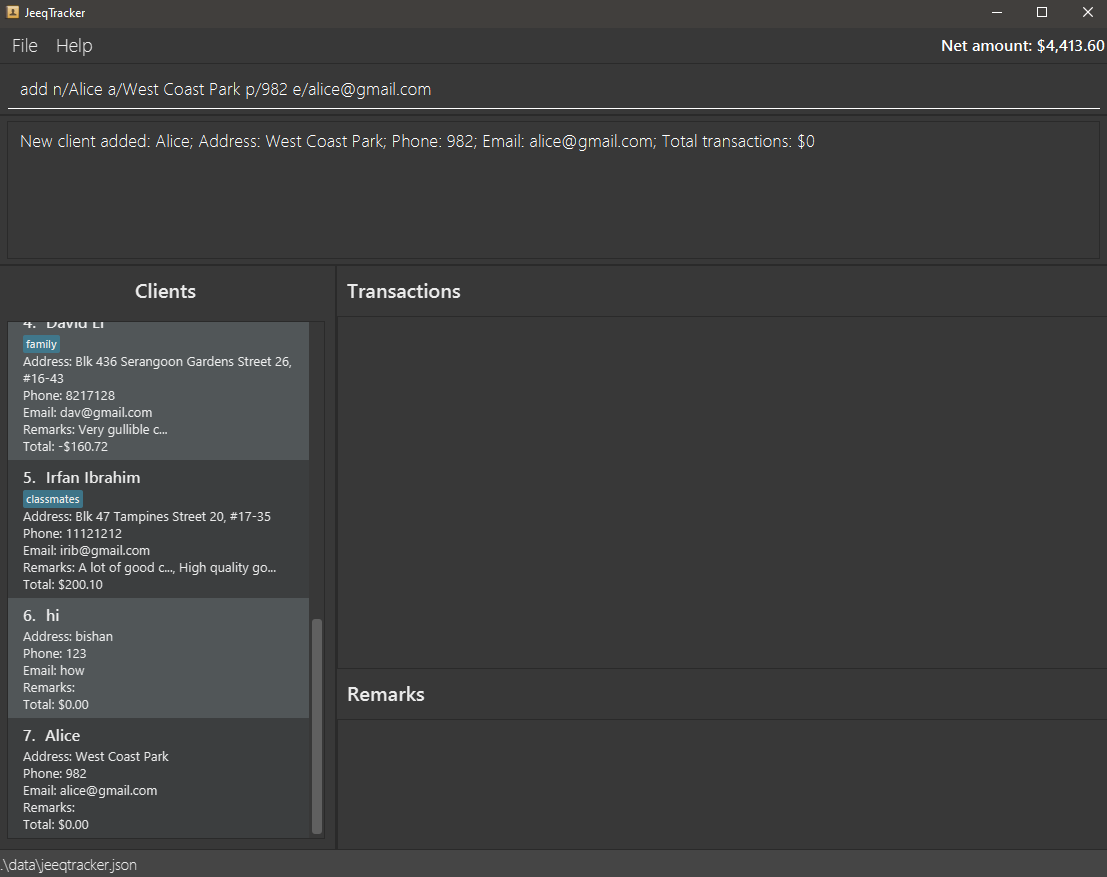 JeeqTracker
File Help
Net amount: $4,413.60
add n/Alice a/West Coast Park p/982 e/alice@gmail.com
New client added: Alice; Address: West Coast Park; Phone: 982; Email: alice@gmail.com; Total transactions: $0
Clients
4. David Li
family
Address: Blk 436 Serangoon Gardens Street 26,
#16-43
Phone: 8217128
Email: dav@gmail.com
Remarks: Very gullible c...
Total: -$160.72
5. Irfan Ibrahim
classmates
Address: Blk 47 Tampines Street 20, #17-35
Phone: 11121212
Email: irib@gmail.com
Remarks: A lot of good c..., High quality go...
Total: $200.10
6. hi
Address: bishan
Phone: 123
Email: how
Remarks:
Total: $0.00
7. Alice
Address: West Coast Park
Phone: 982
Email: alice@gmail.com
Remarks:
Total: $0.00
Transactions
Remarks
.\data\jeeqtracker.json